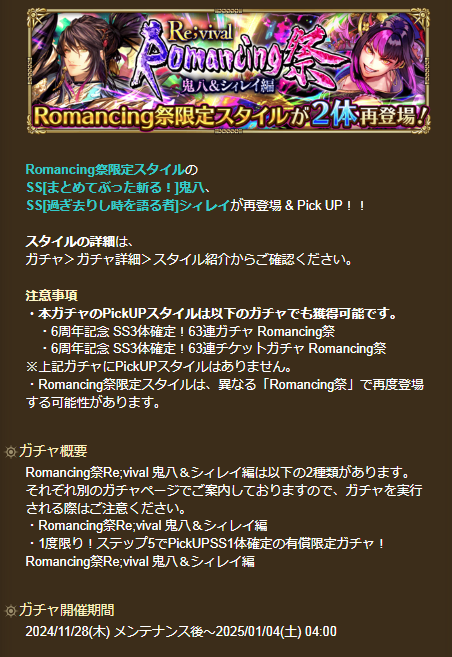 Re;vival
Romancing祭
鬼八&シィレイ編
Romancing祭限定スタイルが2体再登場!
Romancing祭限定スタイルの
SS[まとめてぶった斬る！]鬼八、
SS[過ぎ去りし時を語る者]シィレイが再登場 & Pick UP！！
スタイルの詳細は、
ガチャ＞ガチャ詳細＞スタイル紹介からご確認ください。
注意事項
・本ガチャのPickUPスタイルは以下のガチャでも獲得可能です。
・6周年記念 SS3体確定！63連ガチャ Romancing祭
・6周年記念 SS3体確定！63連チケットガチャ Romancing祭
※上記ガチャにPickUPスタイルはありません。
・Romancing祭限定スタイルは、異なる「Romancing祭」で再度登場
する可能性があります。
ガチャ概要
Romancing祭Re;vival 鬼八＆シィレイ編は以下の2種類があります。
それぞれ別のガチャページでご案内しておりますので、ガチャを実行
される際はご注意ください。
・Romancing祭Re;vival 鬼八＆シィレイ編
・1度限り！ステップ5でPickUPSS1体確定の有償限定ガチャ！
Romancing祭Re;vival 鬼八＆シィレイ編
ガチャ開催期間
2024/11/28(木) メンテナンス後～2025/01/04(土) 04:00